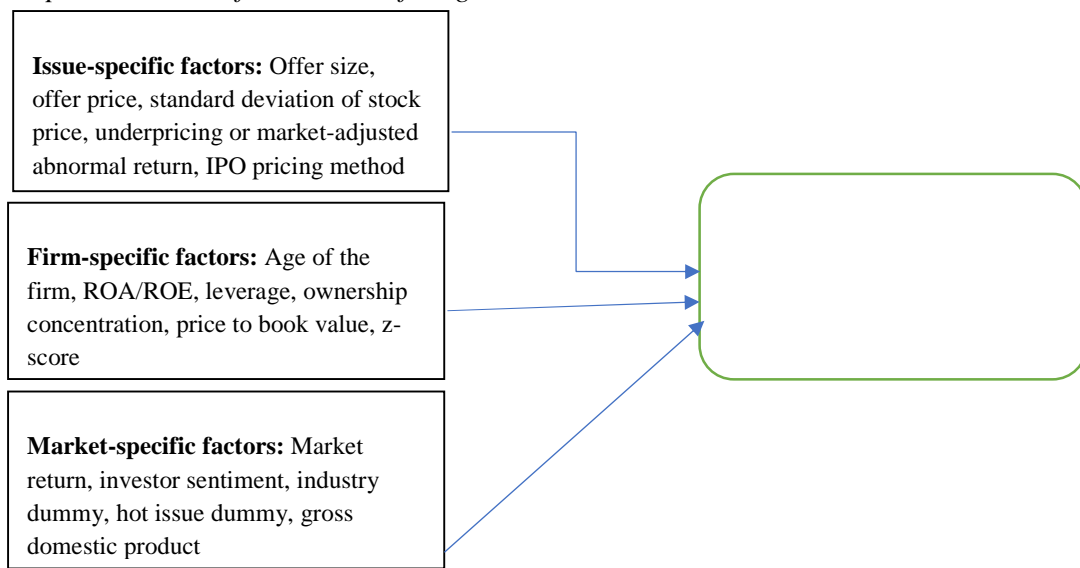 Issue-specific factors: Offer size,
offer price, standard deviation of stock
price, underpricing or market-adjusted
abnormal return, IPO pricing method
Firm-specific factors: Age of the
firm, ROA/ROE, leverage, ownership
concentration, price to book value, z-
score
Market-specific factors: Market
return, investor sentiment, industry
dummy, hot issue dummy, gross
domestic product